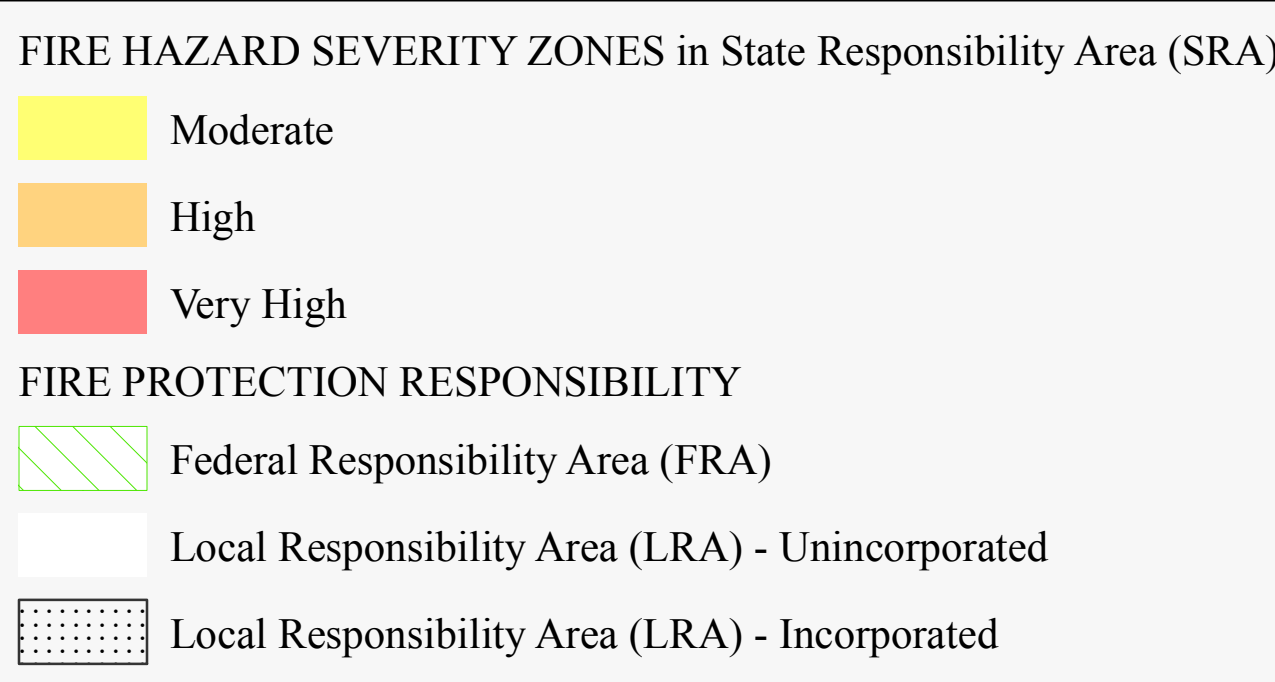 FIRE HAZARD SEVERITY ZONES in State Responsibility Area (SRA)
Moderate
High
Very High
FIRE PROTECTION RESPONSIBILITY
Federal Responsibility Area (FRA)
Local Responsibility Area (LRA) - Unincorporated
Local Responsibility Area (LRA) - Incorporated